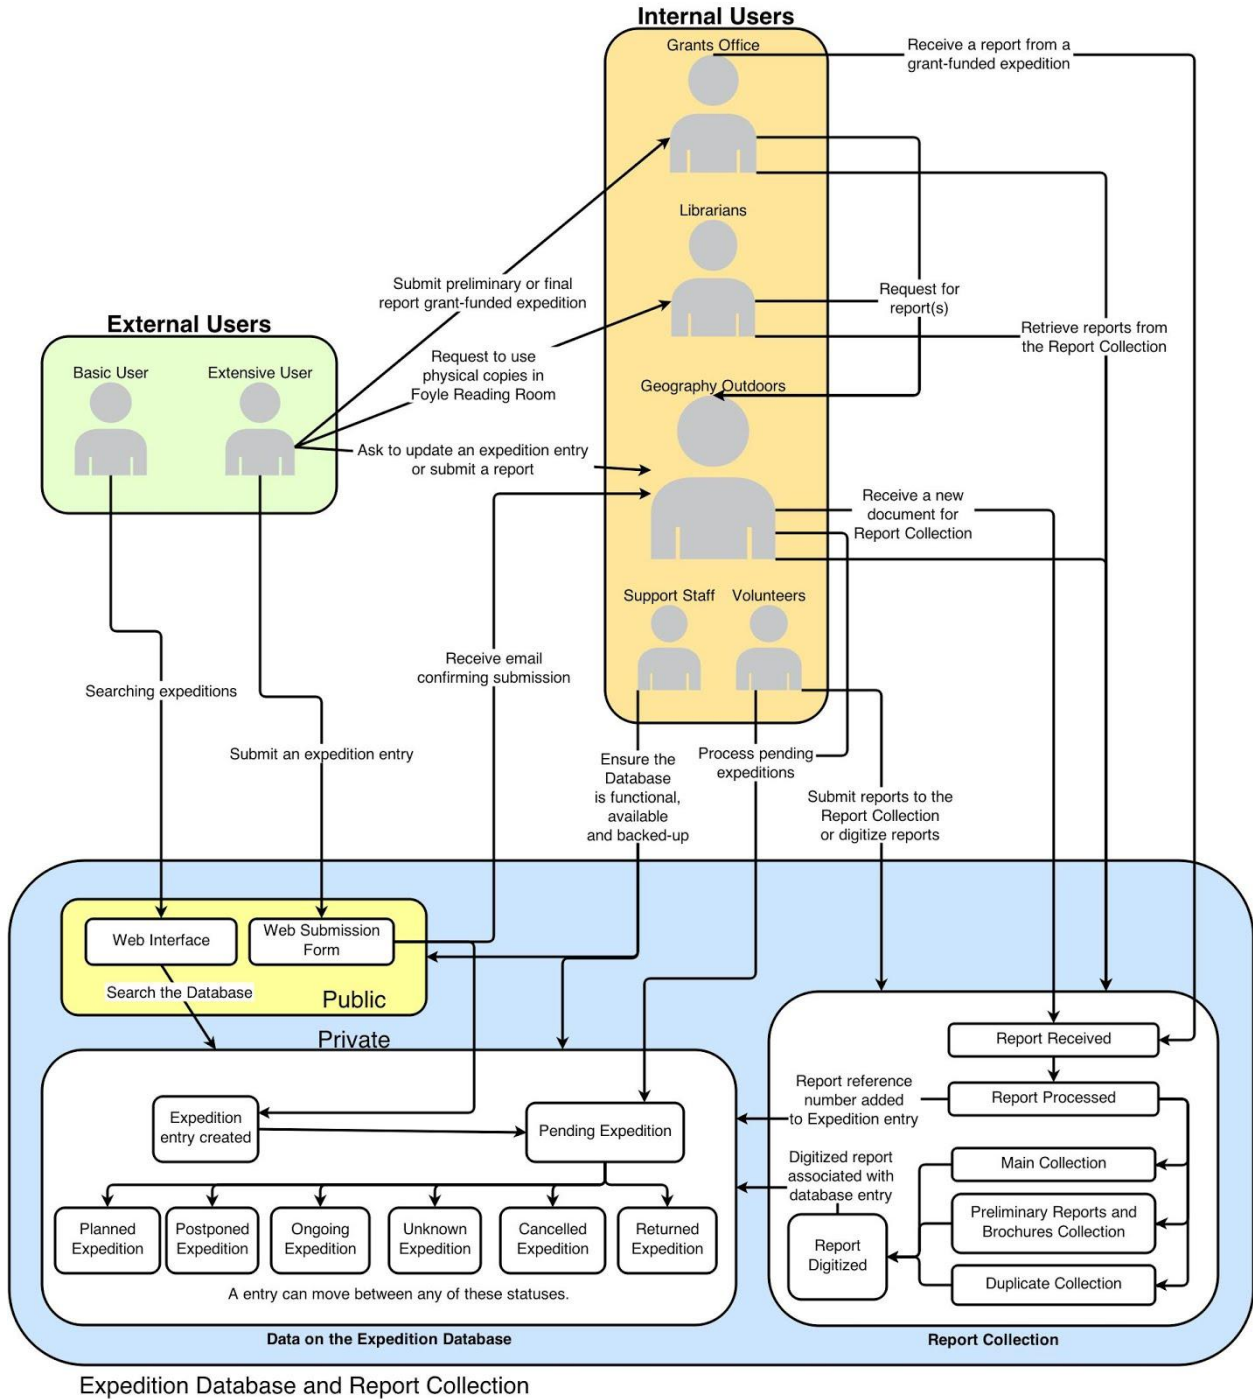 Internal Users
Grants Office
Receive a report from a
grant-funded expedition
Librarians
Submit preliminary or final
report grant-funded expedition
Request for
report(s)
Retrieve reports from
the Report Collection
External Users
Basic User
Extensive User
Request to use
physical copies in
Foyle Reading Room
Geography Outdoors
Ask to update an expedition entry
or submit a report
Receive a new
document for
Report Collection
Support Staff
Volunteers
Receive email
confirming submission
Searching expeditions
Submit an expedition entry
Ensure the
Database
is functional,
available
and backed-up
Process pending
expeditions
Submit reports to the
Report Collection
or digitize reports
Web Interface
Web Submission
Form
Search the Database
Public
Private
Report Received
Report reference
number added
to Expedition entry
Report Processed
Expedition
entry created
Pending Expedition
Digitized report
associated with
database entry
Main Collection
Preliminary Reports and
Brochures Collection
Duplicate Collection
Report
Digitized
Planned
Expedition
Postponed
Expedition
Ongoing
Expedition
Unknown
Expedition
Cancelled
Expedition
Returned
Expedition
A entry can move between any of these statuses.
Data on the Expedition Database
Report Collection
Expedition Database and Report Collection